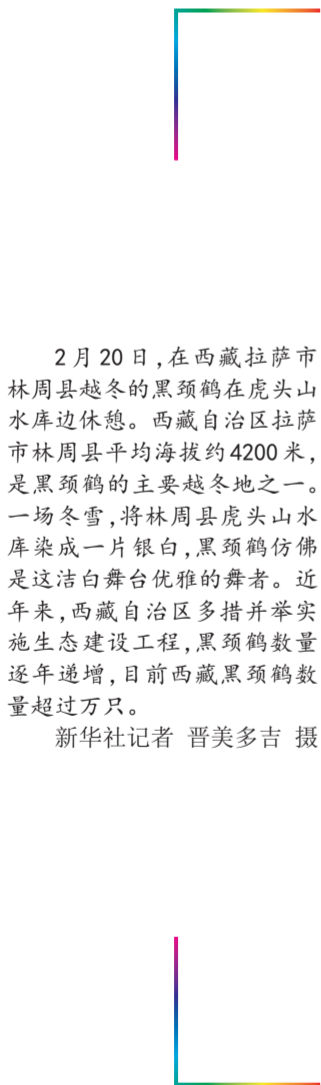 2月20日,在西藏拉萨市
林周县越冬的黑颈鹤在虎头山
水库边休憩。西藏自治区拉萨
市林周县平均海拔约4200米,
是黑颈鹤的主要越冬地之一。
一场冬雪,将林周县虎头山水
库染成一片银白,黑颈鹤仿佛
是这洁白舞台优雅的舞者。近
年来,西藏自治区多措并举实
施生态建设工程,黑颈鹤数量
逐年递增,目前西藏黑颈鹤数
量超过万只。
新华社记者 晋美多吉 摄